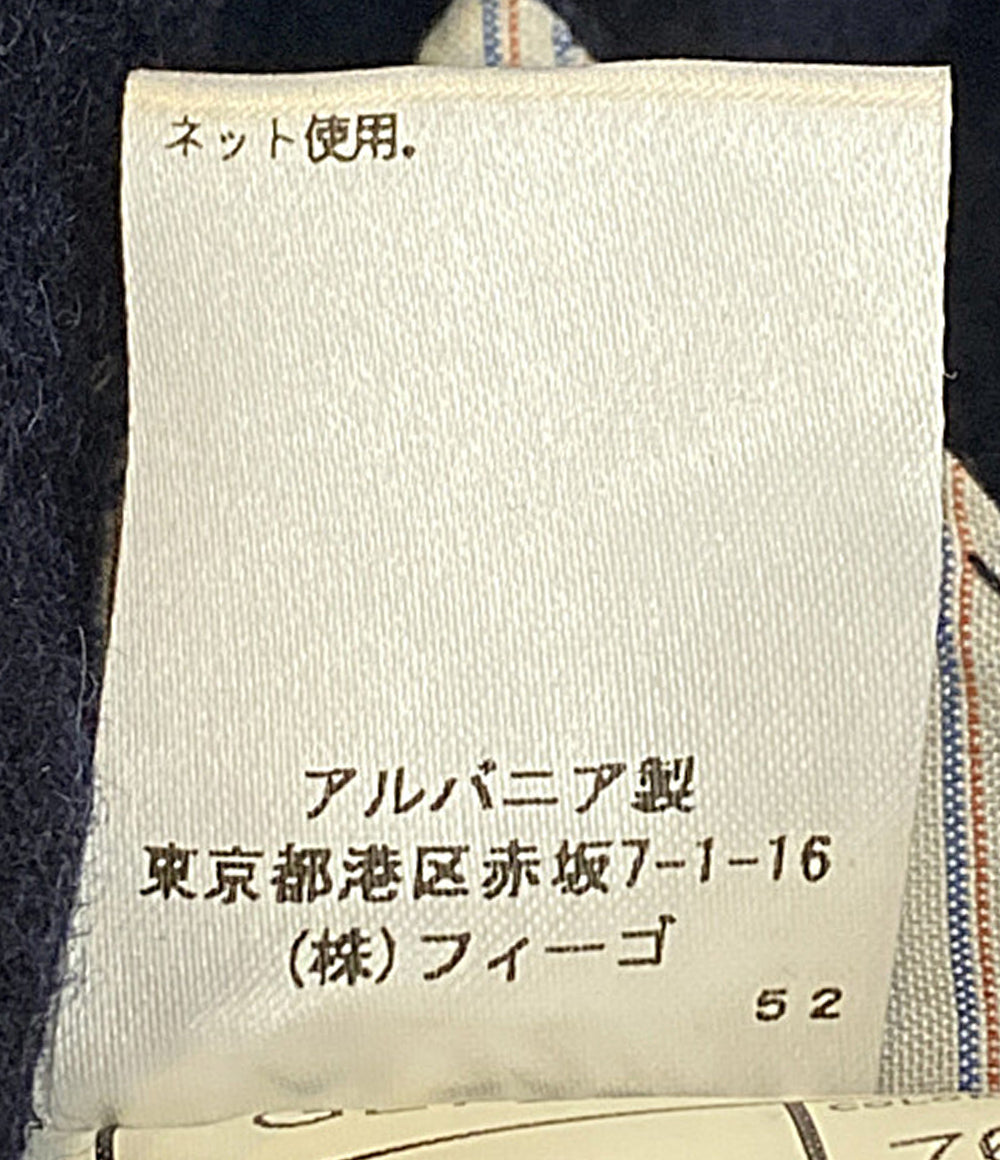 ネット使用。
アルバニア製
東京都港区赤坂7-1-16
(株)フィーゴ
52